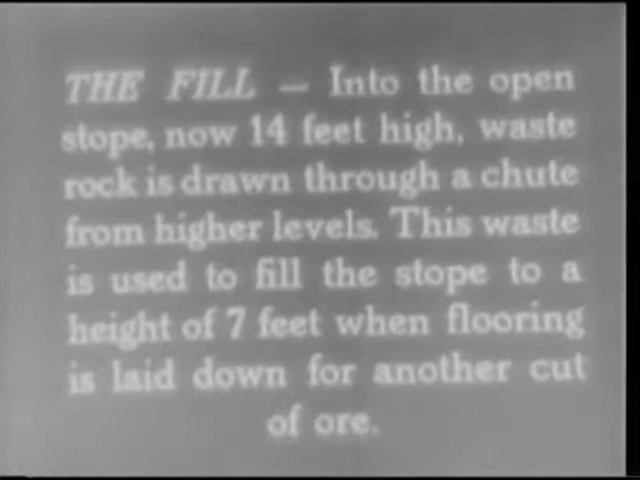 THE FILL — Into the open
stope, now 14 feet high, waste
rock is drawn through a chute
from higher levels. This waste
is used to fill the stope to a
height of 7 feet when flooring
is laid down for another cut
of ore.